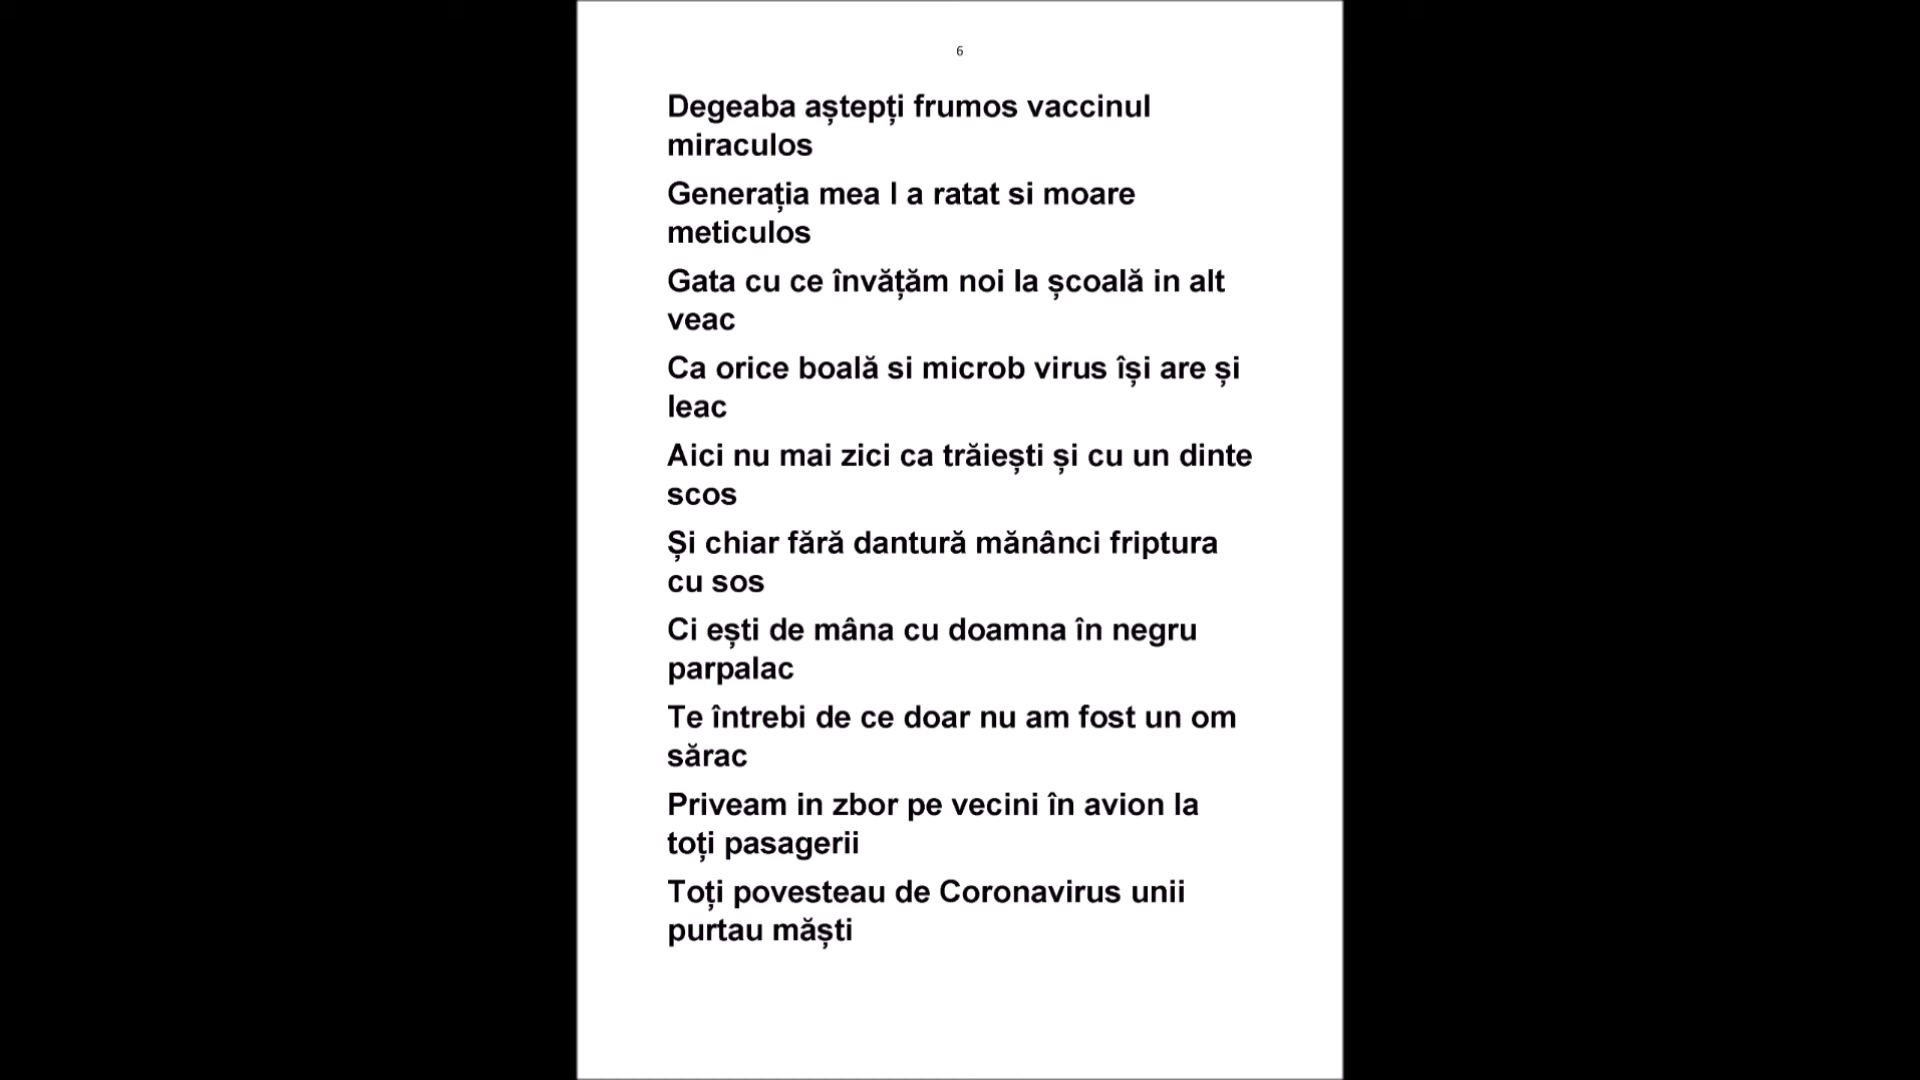 6
Degeaba aștepți frumos vaccinul
miraculos
Generația mea l a ratat si moare
meticulos
Gata cu ce învățăm noi la școală in alt
veac
Ca orice boală si microb virus își are și
leac
Aici nu mai zici ca trăiești și cu un dinte
scos
Și chiar fără dantură mănânci friptura
cu sos
Ci ești de mâna cu doamna în negru
parpalac
Te întrebi de ce doar nu am fost un om
sărac
Priveam in zbor pe vecini în avion la
toți pasagerii
Toți povesteau de Coronavirus unii
purtau măști